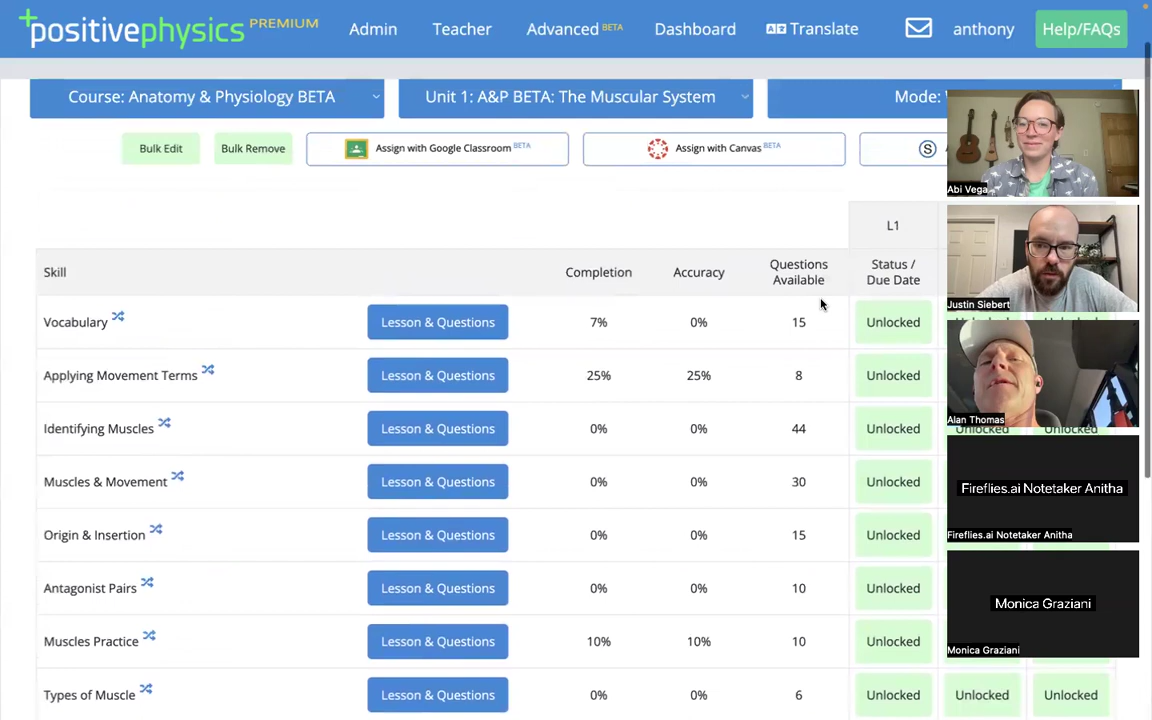 positivephysics PREMIUM Admin Teacher Advanced BETA Dashboard Translate anthony Help/FAQs
Course: Anatomy & Physiology BETA Unit 1: A&P BETA: The Muscular System Mode:
Bulk Edit Bulk Remove Assign with Google Classroom BETA Assign with Canvas BETA S
Abi Vega
L1
Skill Completion Accuracy Questions Available Status / Due Date
Justin Siebert
Vocabulary Lesson & Questions 7% 0% 15 Unlocked
Applying Movement Terms Lesson & Questions 25% 25% 8 Unlocked
Alan Thomas
Identifying Muscles Lesson & Questions 0% 0% 44 Unlocked Unlocked Unlocked
Muscles & Movement Lesson & Questions 0% 0% 30 Unlocked
Fireflies.ai Notetaker Anitha
Fireflies.ai Notetaker Anitha
Origin & Insertion Lesson & Questions 0% 0% 15 Unlocked
Antagonist Pairs Lesson & Questions 0% 0% 10 Unlocked
Monica Graziani
Monica Graziani
Muscles Practice Lesson & Questions 10% 10% 10 Unlocked
Types of Muscle Lesson & Questions 0% 0% 6 Unlocked Unlocked Unlocked